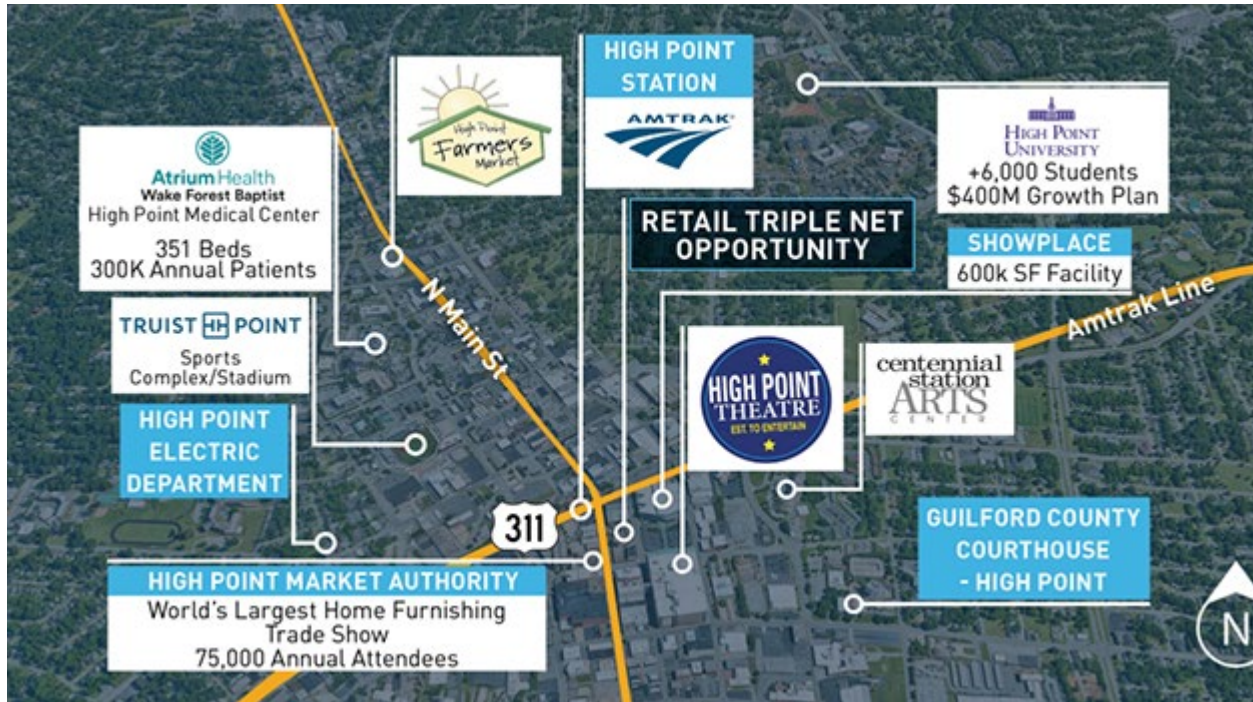 HIGH POINT
STATION
AMTRAK®
High Point
Farmers
Market
HIGH POINT
UNIVERSITY
+6,000 Students
$400M Growth Plan
Atrium Health
Wake Forest Baptist
High Point Medical Center
351 Beds
300K Annual Patients
RETAIL TRIPLE NET
OPPORTUNITY
SHOWPLACE
600k SF Facility
N Main St
Amtrak Line
TRUIST POINT
Sports
Complex/Stadium
HIGH POINT
THEATRE
EST. TO ENTERTAIN
centennial
station
ARTS
CENTER
HIGH POINT
ELECTRIC
DEPARTMENT
311
GUILFORD COUNTY
COURTHOUSE
- HIGH POINT
HIGH POINT MARKET AUTHORITY
World's Largest Home Furnishing
Trade Show
75,000 Annual Attendees
N